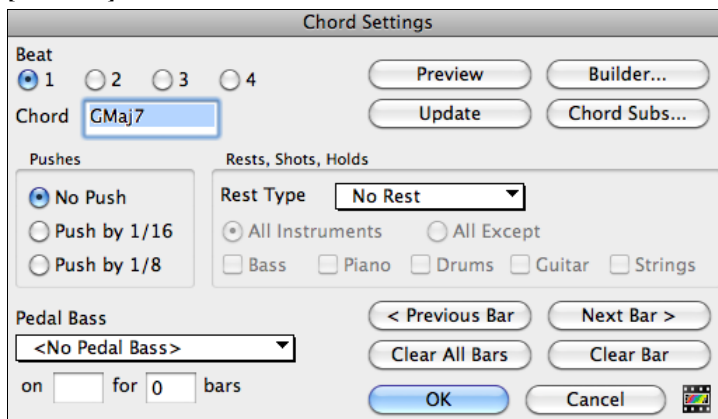 Chord Settings
Beat
1 2 3 4
Preview Builder...
Chord GMaj7
Update Chord Subs...
Pushes
No Push
Push by 1/16
Push by 1/8
Rests, Shots, Holds
Rest Type No Rest
All Instruments All Except
Bass Piano Drums Guitar Strings
Pedal Bass
<No Pedal Bass>
on for 0 bars
< Previous Bar Next Bar >
Clear All Bars Clear Bar
OK Cancel